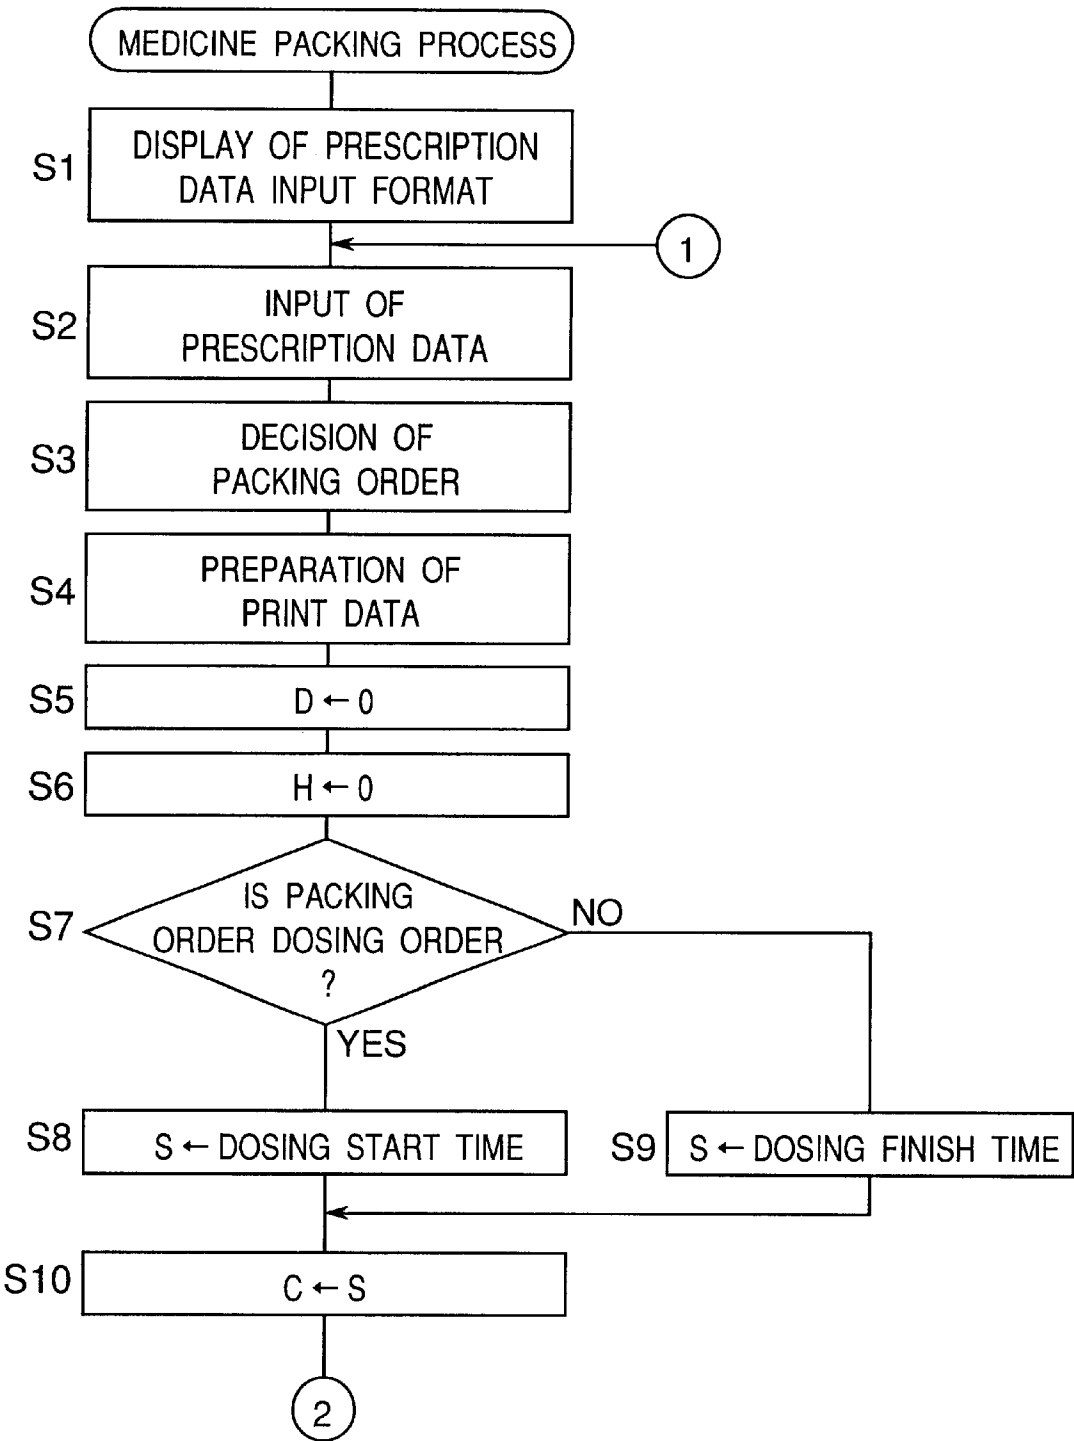 MEDICINE PACKING PROCESS
S1
DISPLAY OF PRESCRIPTION
DATA INPUT FORMAT
1
S2
INPUT OF
PRESCRIPTION DATA
S3
DECISION OF
PACKING ORDER
S4
PREPARATION OF
PRINT DATA
S5
D ← 0
S6
H ← 0
S7
IS PACKING
ORDER DOSING ORDER
?
NO
YES
S8
S ← DOSING START TIME
S9
S ← DOSING FINISH TIME
S10
C ← S
2